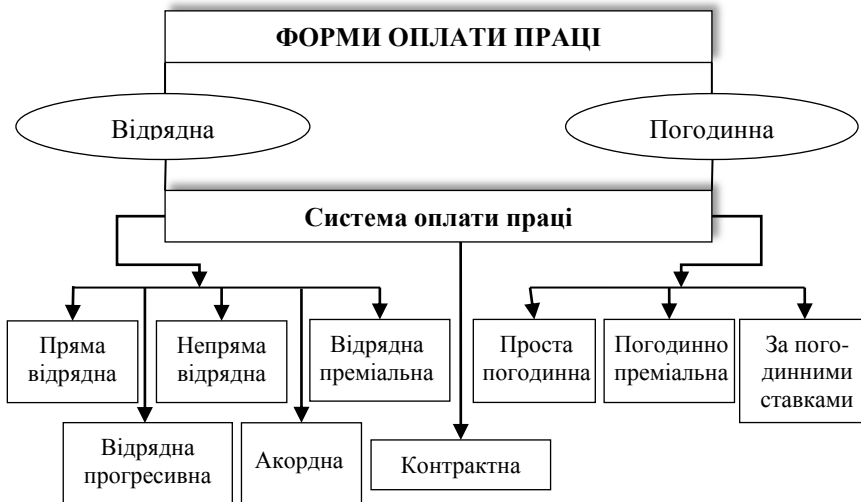 ФОРМИ ОПЛАТИ ПРАЦІ
Відрядна
Погодинна
Система оплати праці
Пряма
відрядна
Непряма
відрядна
Відрядна
преміальна
Проста
погодинна
Погодинно
преміальна
За пого-
динними
ставками
Відрядна
прогресивна
Акордна
Контрактна